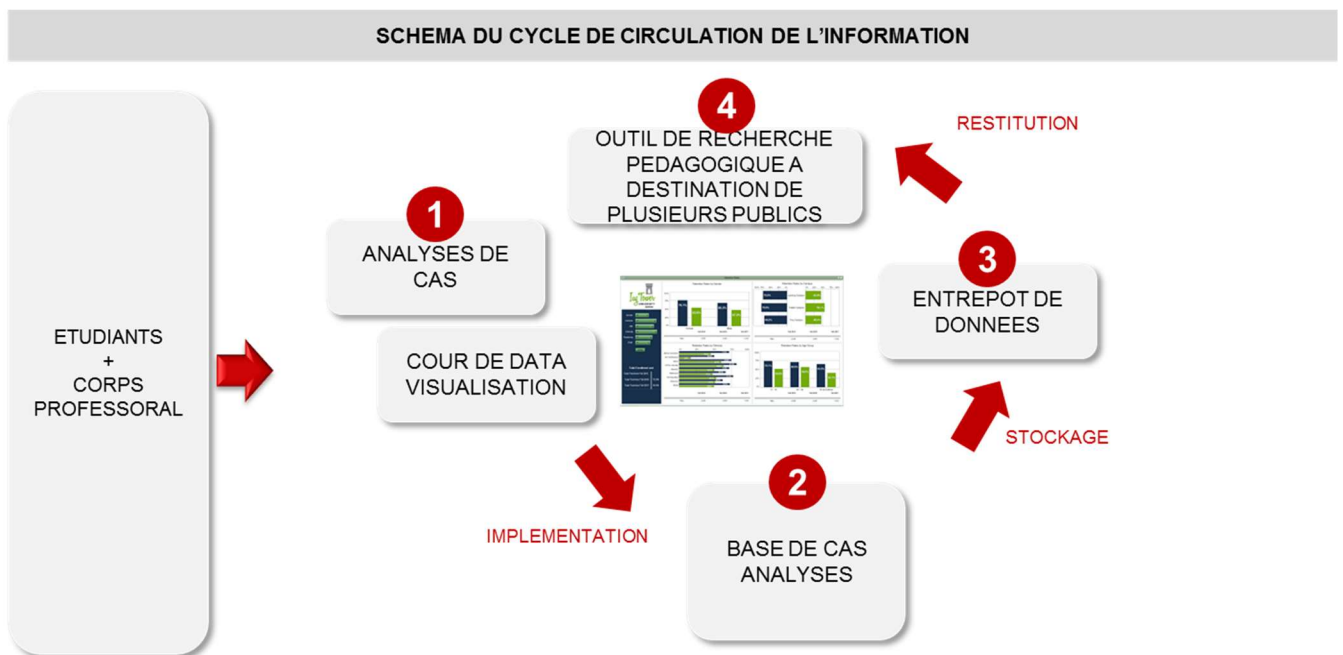 SCHEMA DU CYCLE DE CIRCULATION DE L'INFORMATION
ETUDIANTS
+
CORPS
PROFESSORAL
1
ANALYSES DE
CAS
COUR DE DATA
VISUALISATION
IMPLEMENTATION
2
BASE DE CAS
ANALYSES
STOCKAGE
3
ENTREPOT DE
DONNEES
RESTITUTION
4
OUTIL DE RECHERCHE
PEDAGOGIQUE A
DESTINATION DE
PLUSIEURS PUBLICS